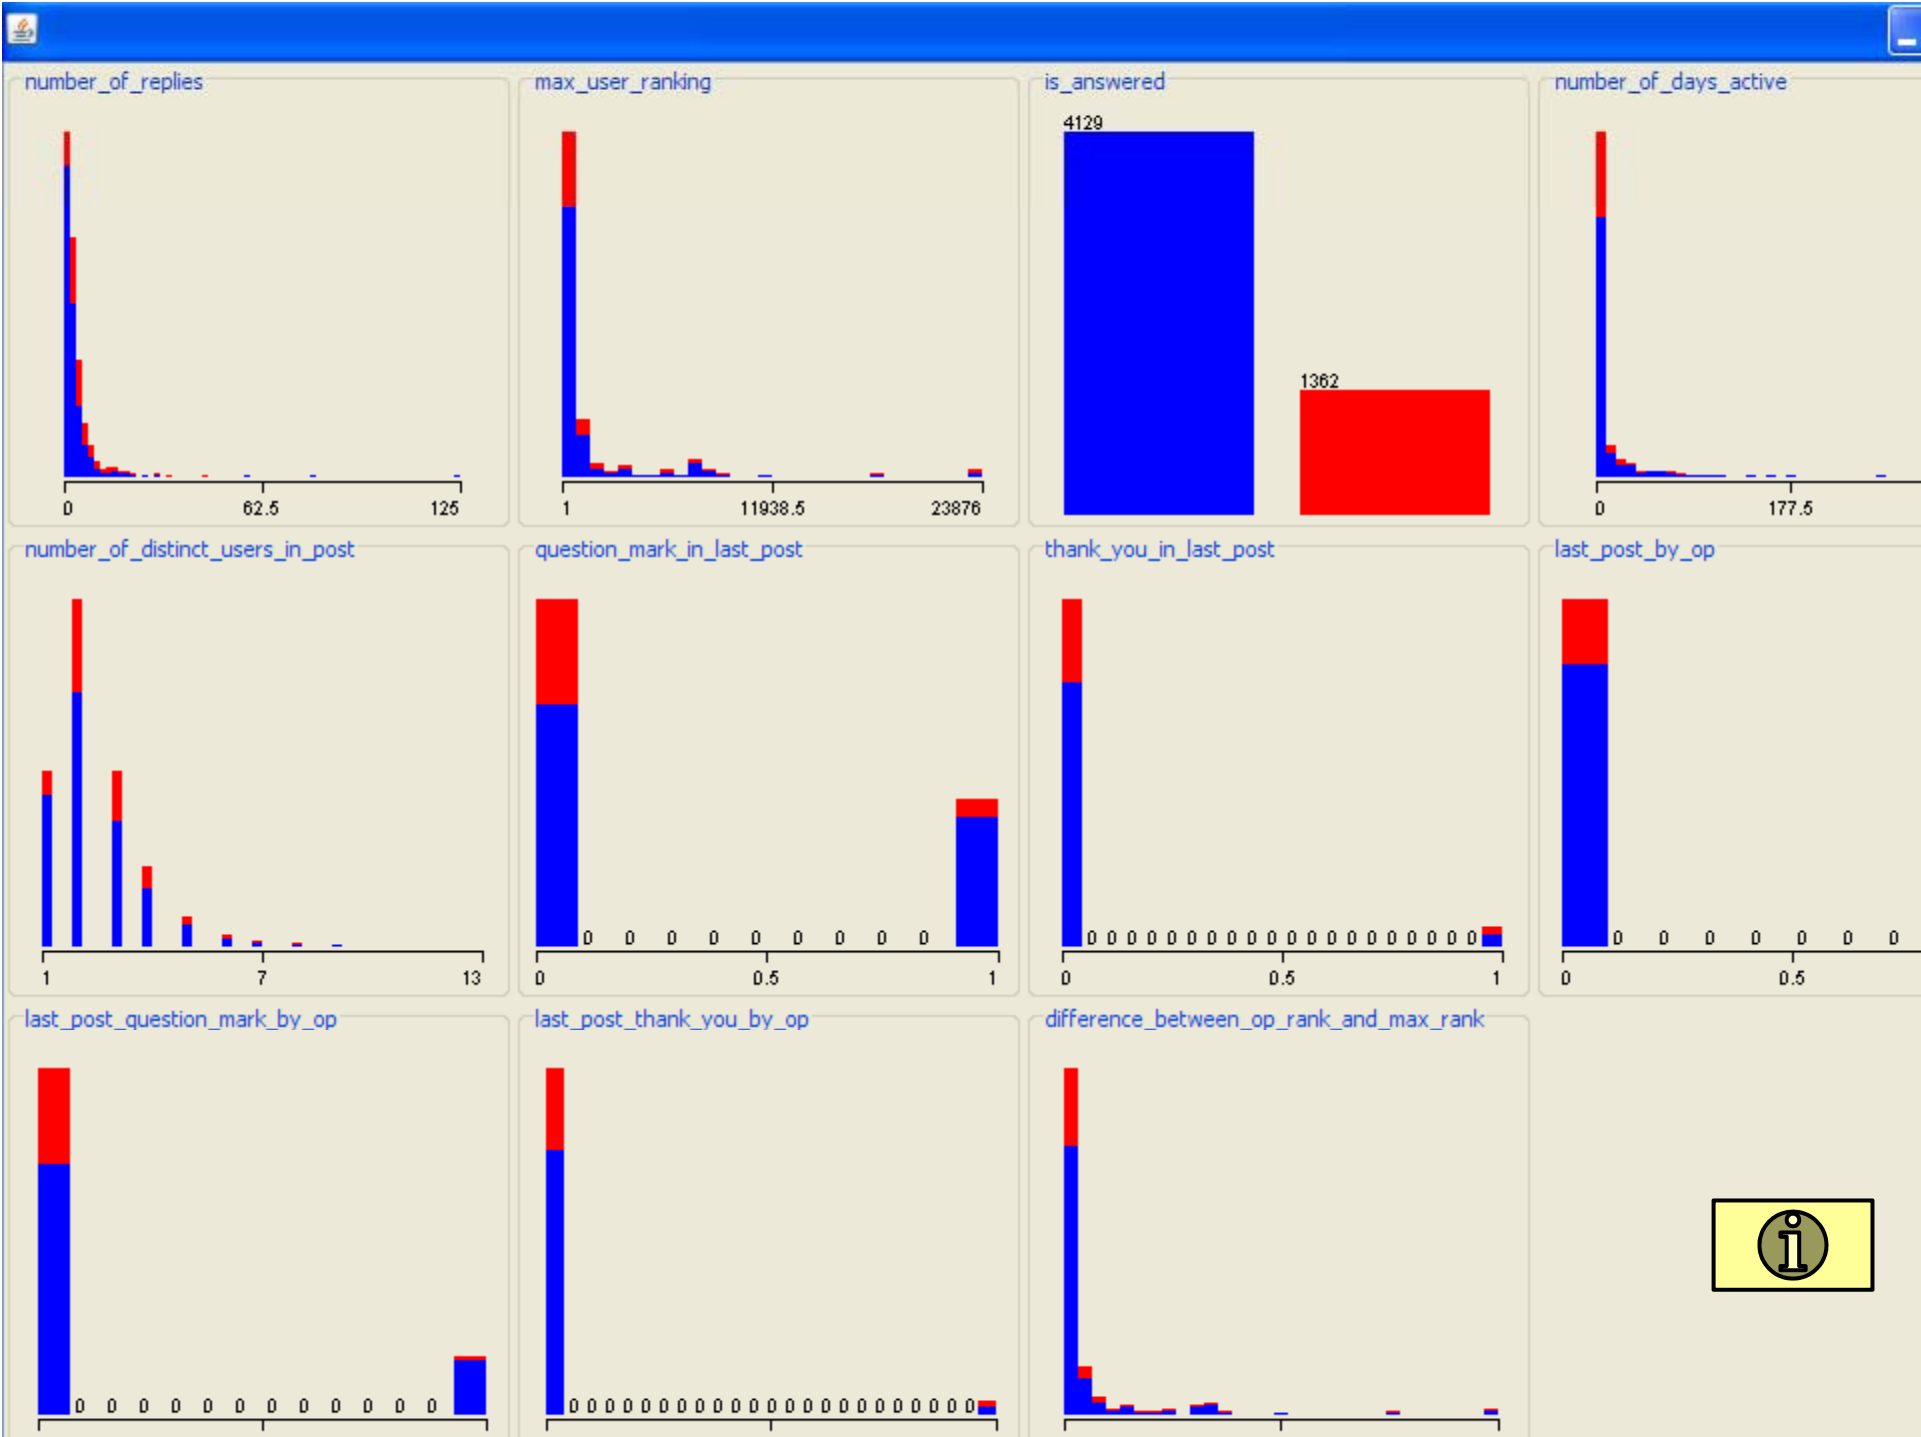 number_of_replies
0 62.5 125
max_user_ranking
1 11938.5 23876
is_answered
4129
1362
number_of_days_active
0 177.5
number_of_distinct_users_in_post
1 7 13
question_mark_in_last_post
0 0 0 0 0 0 0 0 0
0 0.5 1
thank_you_in_last_post
0 0 0 0 0 0 0 0 0 0 0 0 0 0 0 0 0 0 0 0
0 0.5 1
last_post_by_op
0 0 0 0 0 0 0
0 0.5
last_post_question_mark_by_op
0 0 0 0 0 0 0 0 0 0 0 0
last_post_thank_you_by_op
0 0 0 0 0 0 0 0 0 0 0 0 0 0 0 0 0 0 0 0 0 0 0
difference_between_op_rank_and_max_rank
i